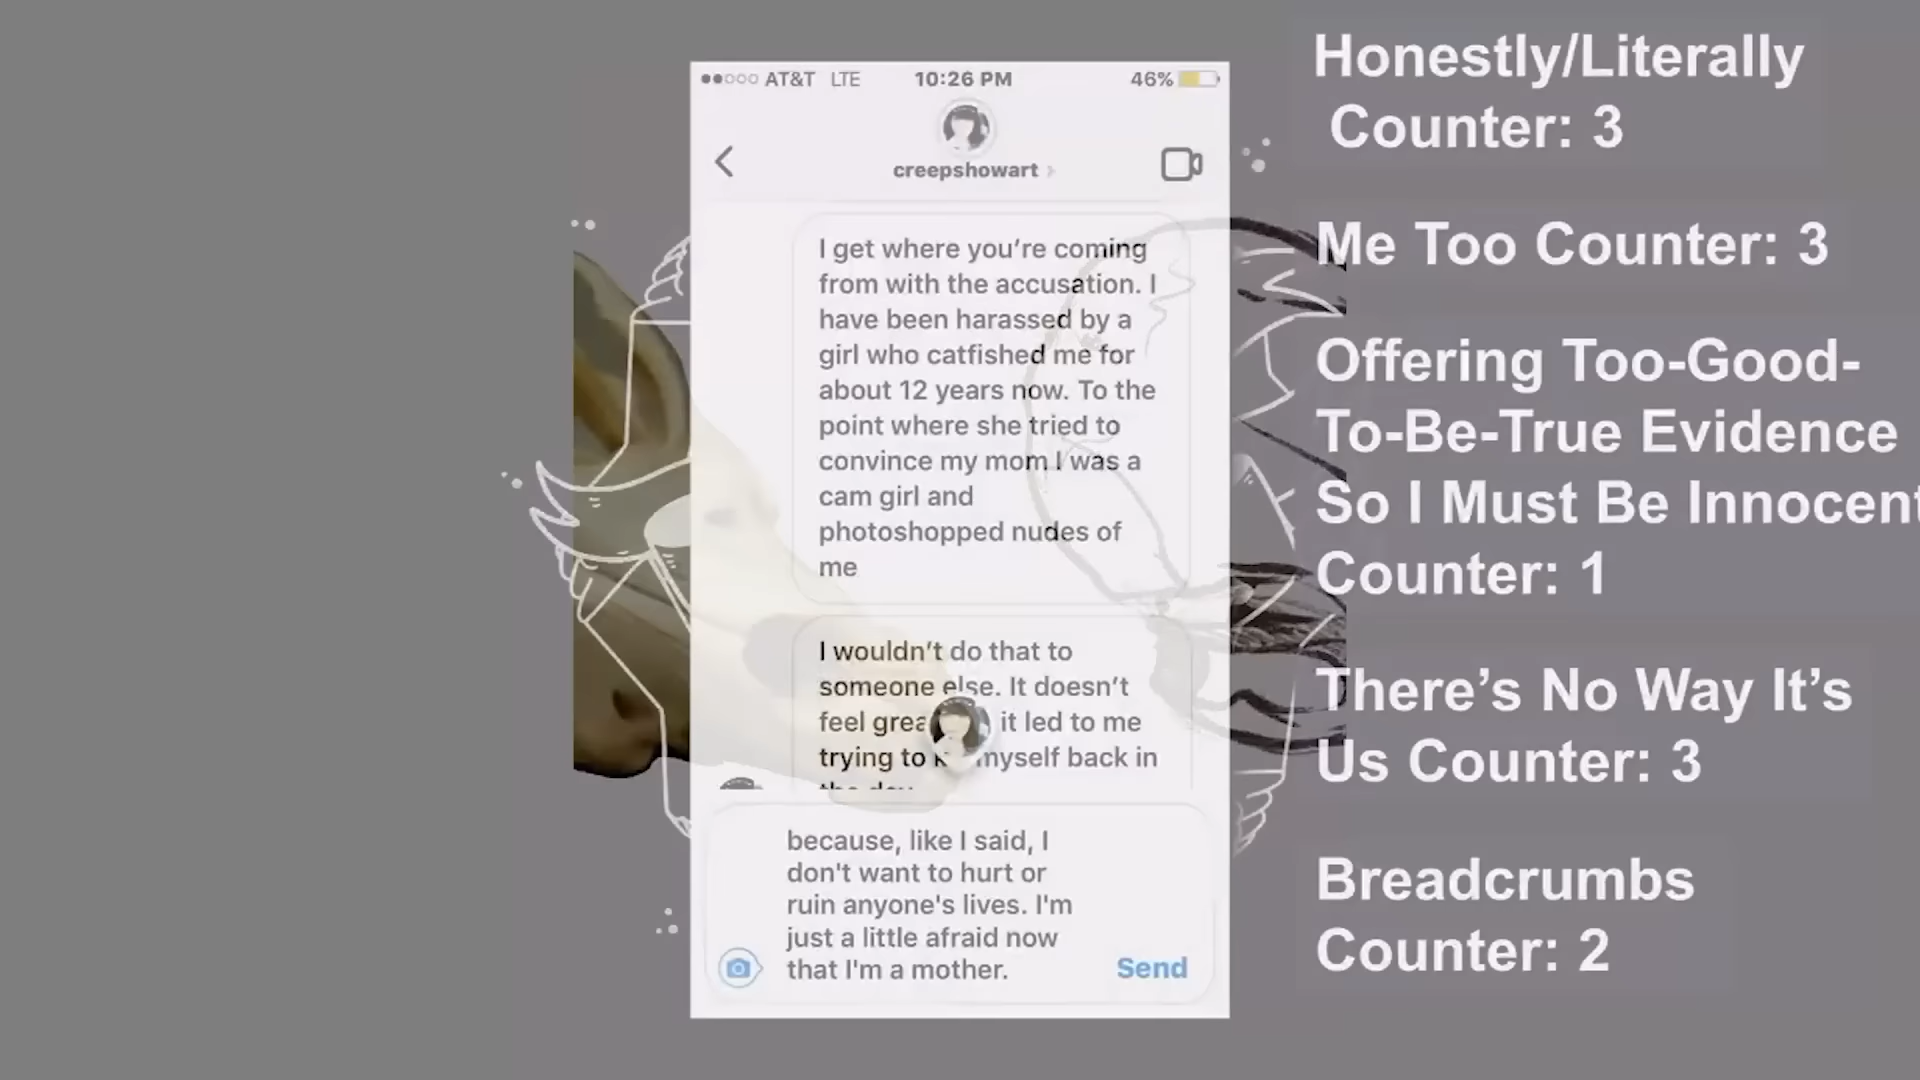 AT&T LTE 10:26 PM 46%
creepshowart
I get where you're coming
from with the accusation. I
have been harassed by a
girl who catfished me for
about 12 years now. To the
point where she tried to
convince my mom I was a
cam girl and
photoshopped nudes of
me
I wouldn't do that to
someone else. It doesn't
feel it led to me
trying to myself back in
because, like I said, I
don't want to hurt or
ruin anyone's lives. I'm
just a little afraid now
that I'm a mother.
Send
Honestly/Literally
Counter: 3
Me Too Counter: 3
Offering Too-Good-
To-Be-True Evidence
So I Must Be Innocent
Counter: 1
There's No Way It's
Us Counter: 3
Breadcrumbs
Counter: 2